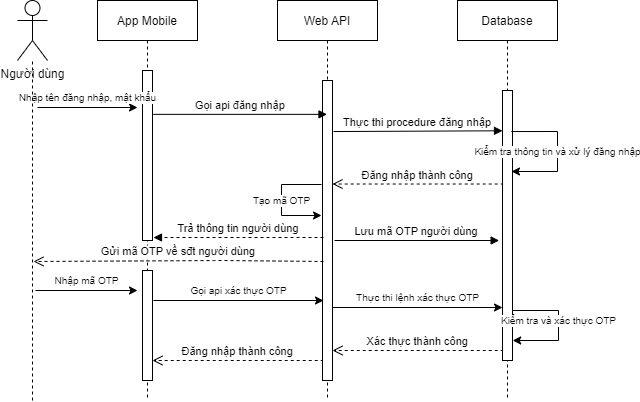 App Mobile
Web API
Database
Người dùng
Nhập tên đăng nhập, mật khẩu
Gọi api đăng nhập
Thực thi procedure đăng nhập
Kiểm tra thông tin và xử lý đăng nhập
Đăng nhập thành công
Tạo mã OTP
Trả thông tin người dùng
Lưu mã OTP người dùng
Gửi mã OTP về sđt người dùng
Nhập mã OTP
Gọi api xác thực OTP
Thực thi lệnh xác thực OTP
Kiểm tra và xác thực OTP
Xác thực thành công
Đăng nhập thành công